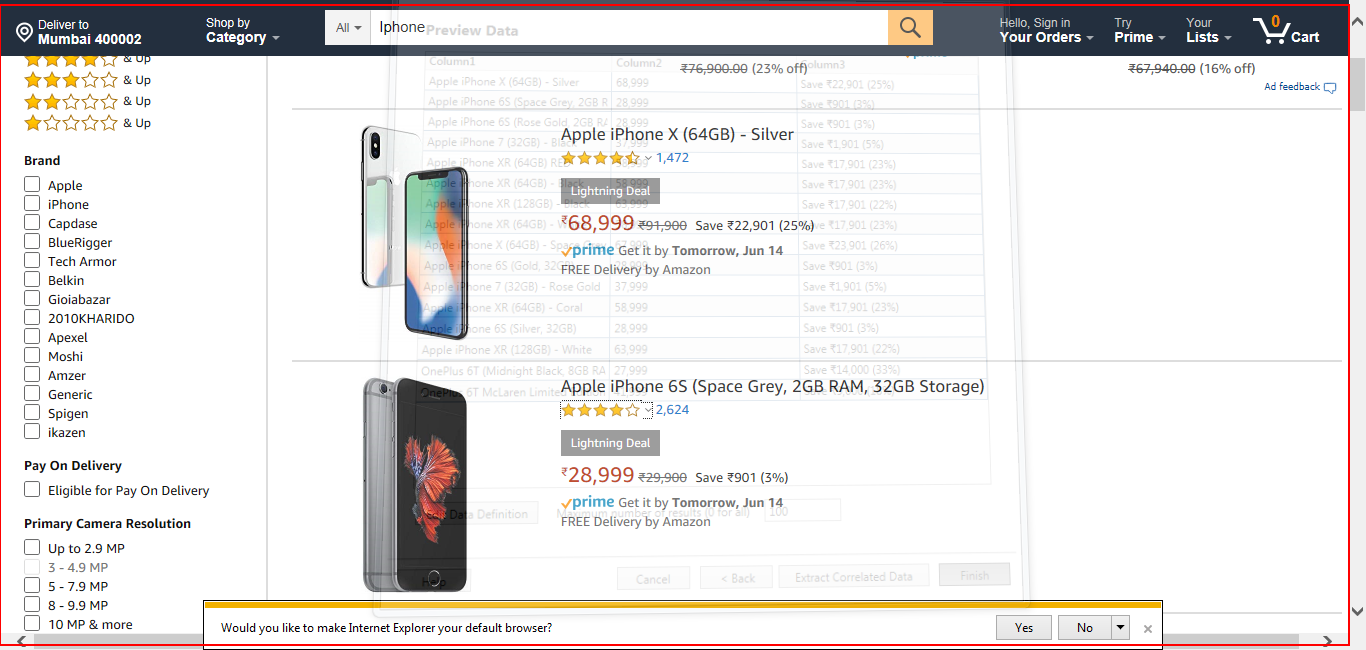 Deliver to
Mumbai 400002
Shop by
Category
All
Iphone
Hello, Sign in
Your Orders
Try
Prime
Your
Lists
0
Cart
& Up
& Up
& Up
& Up
Brand
Apple
iPhone
Capdase
BlueRigger
Tech Armor
Belkin
Gioiabazar
2010KHARIDO
Apexel
Moshi
Amzer
Generic
Spigen
ikazen
Pay On Delivery
Eligible for Pay On Delivery
Primary Camera Resolution
Up to 2.9 MP
3 - 4.9 MP
5 - 7.9 MP
8 - 9.9 MP
10 MP & more
₹76,900.00 (23% off)
₹67,940.00 (16% off)
Ad feedback
Apple iPhone X (64GB) - Silver
1,472
Lightning Deal
₹68,999 ₹91,900 Save ₹22,901 (25%)
prime Get it by Tomorrow, Jun 14
FREE Delivery by Amazon
Apple iPhone 6S (Space Grey, 2GB RAM, 32GB Storage)
2,624
Lightning Deal
₹28,999 ₹29,900 Save ₹901 (3%)
prime Get it by Tomorrow, Jun 14
FREE Delivery by Amazon
Preview Data
Column1 Column2 Column3
Apple iPhone X (64GB) - Silver 68,999 Save ₹22,901 (25%)
Apple iPhone 6S (Space Grey, 2GB R 28,999 Save ₹901 (3%)
Apple iPhone 6S (Rose Gold, 2GB RA Save ₹901 (3%)
Apple iPhone 7 (32GB) - Black 37,999 Save ₹1,901 (5%)
Apple iPhone XR (64GB) Save ₹17,901 (23%)
Apple iPhone XR (64GB) - Black 58,999 Save ₹17,901 (23%)
Apple iPhone XR (128GB) - Black 63,999 Save ₹17,901 (22%)
Apple iPhone XR (64GB) - Save ₹17,901 (23%)
Apple iPhone X (64GB) - Space Save ₹23,901 (26%)
Apple iPhone 6S (Gold, 32GB) Save ₹901 (3%)
Apple iPhone 7 (32GB) - Rose Gold 37,999 Save ₹1,901 (5%)
Apple iPhone XR (64GB) - Coral 58,999 Save ₹17,901 (23%)
Apple iPhone 6S (Silver, 32GB) 28,999 Save ₹901 (3%)
Apple iPhone XR (128GB) - White 63,999 Save ₹17,901 (22%)
OnePlus 6T (Midnight Black, 8GB RA Save ₹14,000 (33%)
OnePlus 6T McLaren Limited
Edit Data Definition
Maximum number of results (0 for all) 100
Help
Cancel
< Back
Extract Correlated Data
Finish
Would you like to make Internet Explorer your default browser?
Yes
No